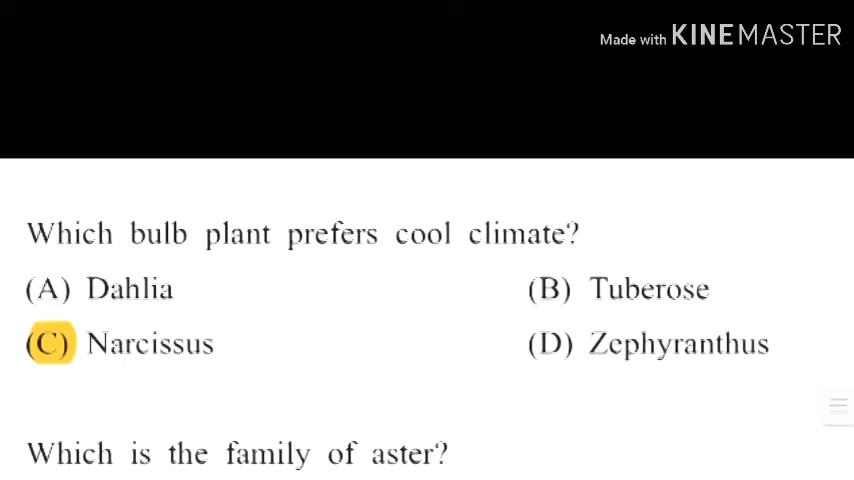 Made with KINEMASTER
Which bulb plant prefers cool climate?
(A) Dahlia (B) Tuberose
(C) Narcissus (D) Zephyranthus
Which is the family of aster?